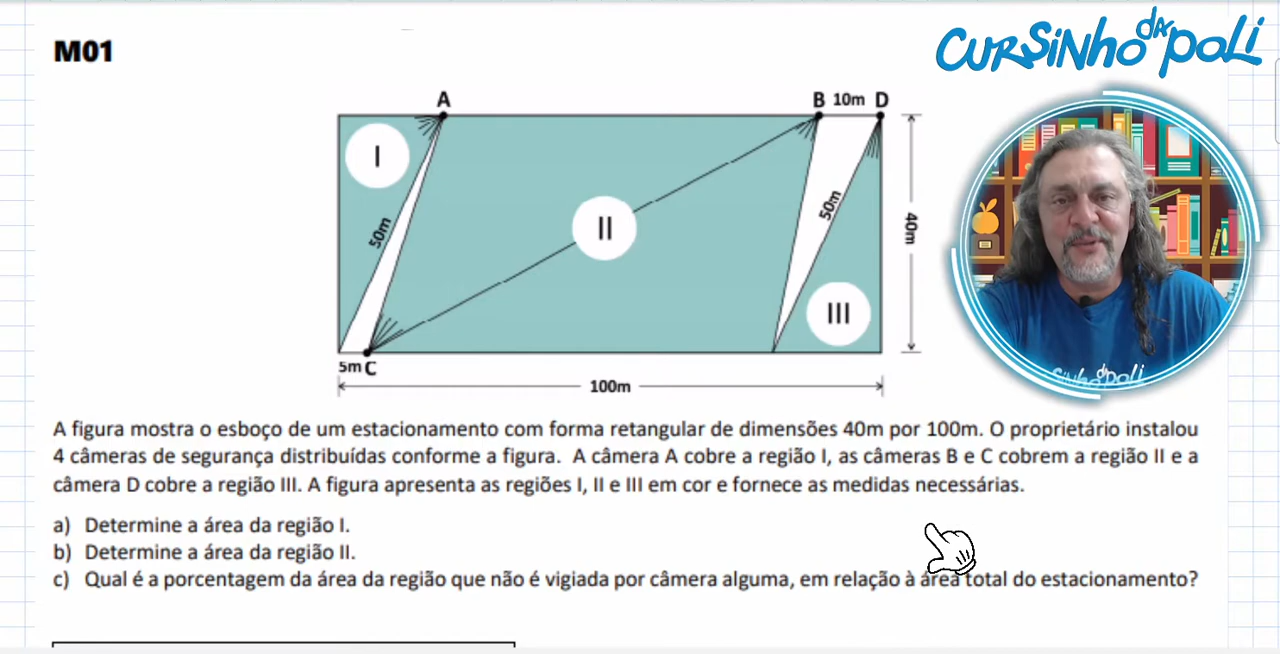 CURSiNHO DA POLi
M01
A
B 10m D
I
50m
II
50m
40m
III
5m C
100m
CURSiNHO DA POLi
A figura mostra o esboço de um estacionamento com forma retangular de dimensões 40m por 100m. O proprietário instalou
4 câmeras de segurança distribuídas conforme a figura. A câmera A cobre a região I, as câmeras B e C cobrem a região II e a
câmera D cobre a região III. A figura apresenta as regiões I, II e III em cor e fornece as medidas necessárias.
a) Determine a área da região I.
b) Determine a área da região II.
c) Qual é a porcentagem da área da região que não é vigiada por câmera alguma, em relação à área total do estacionamento?